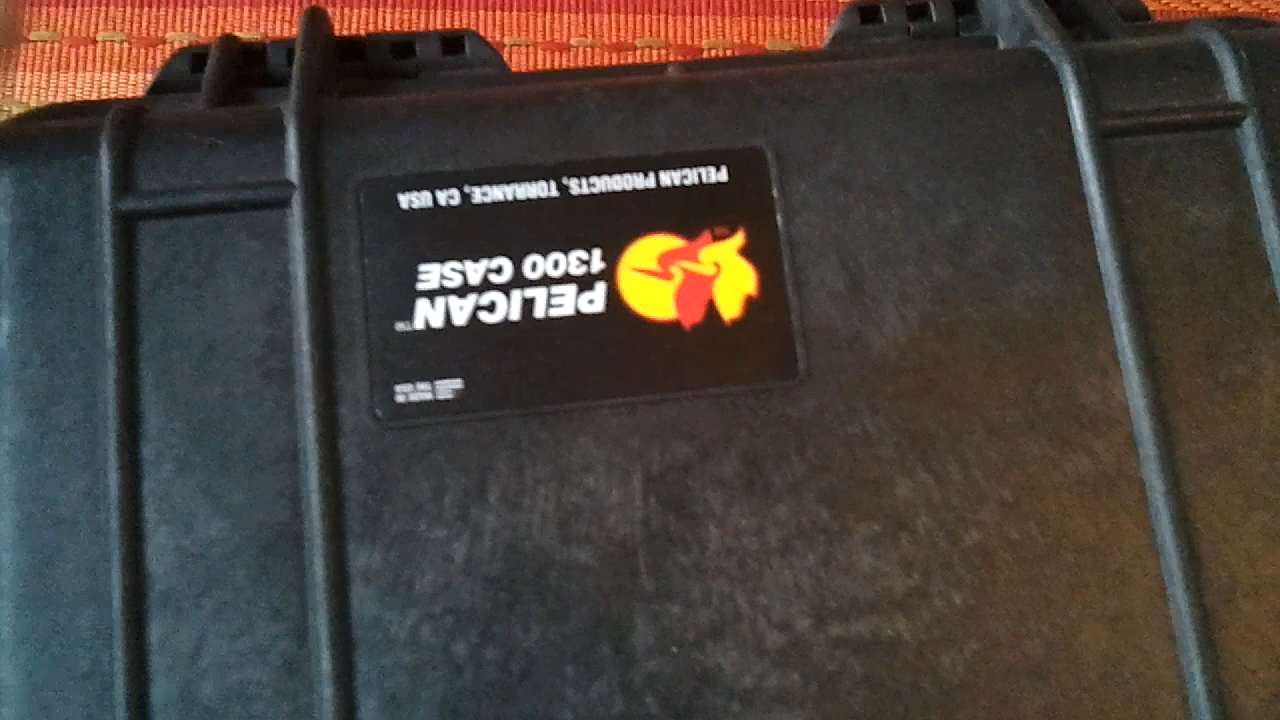 PELICAN™
1300 CASE
PELICAN PRODUCTS, TORRANCE, CA USA